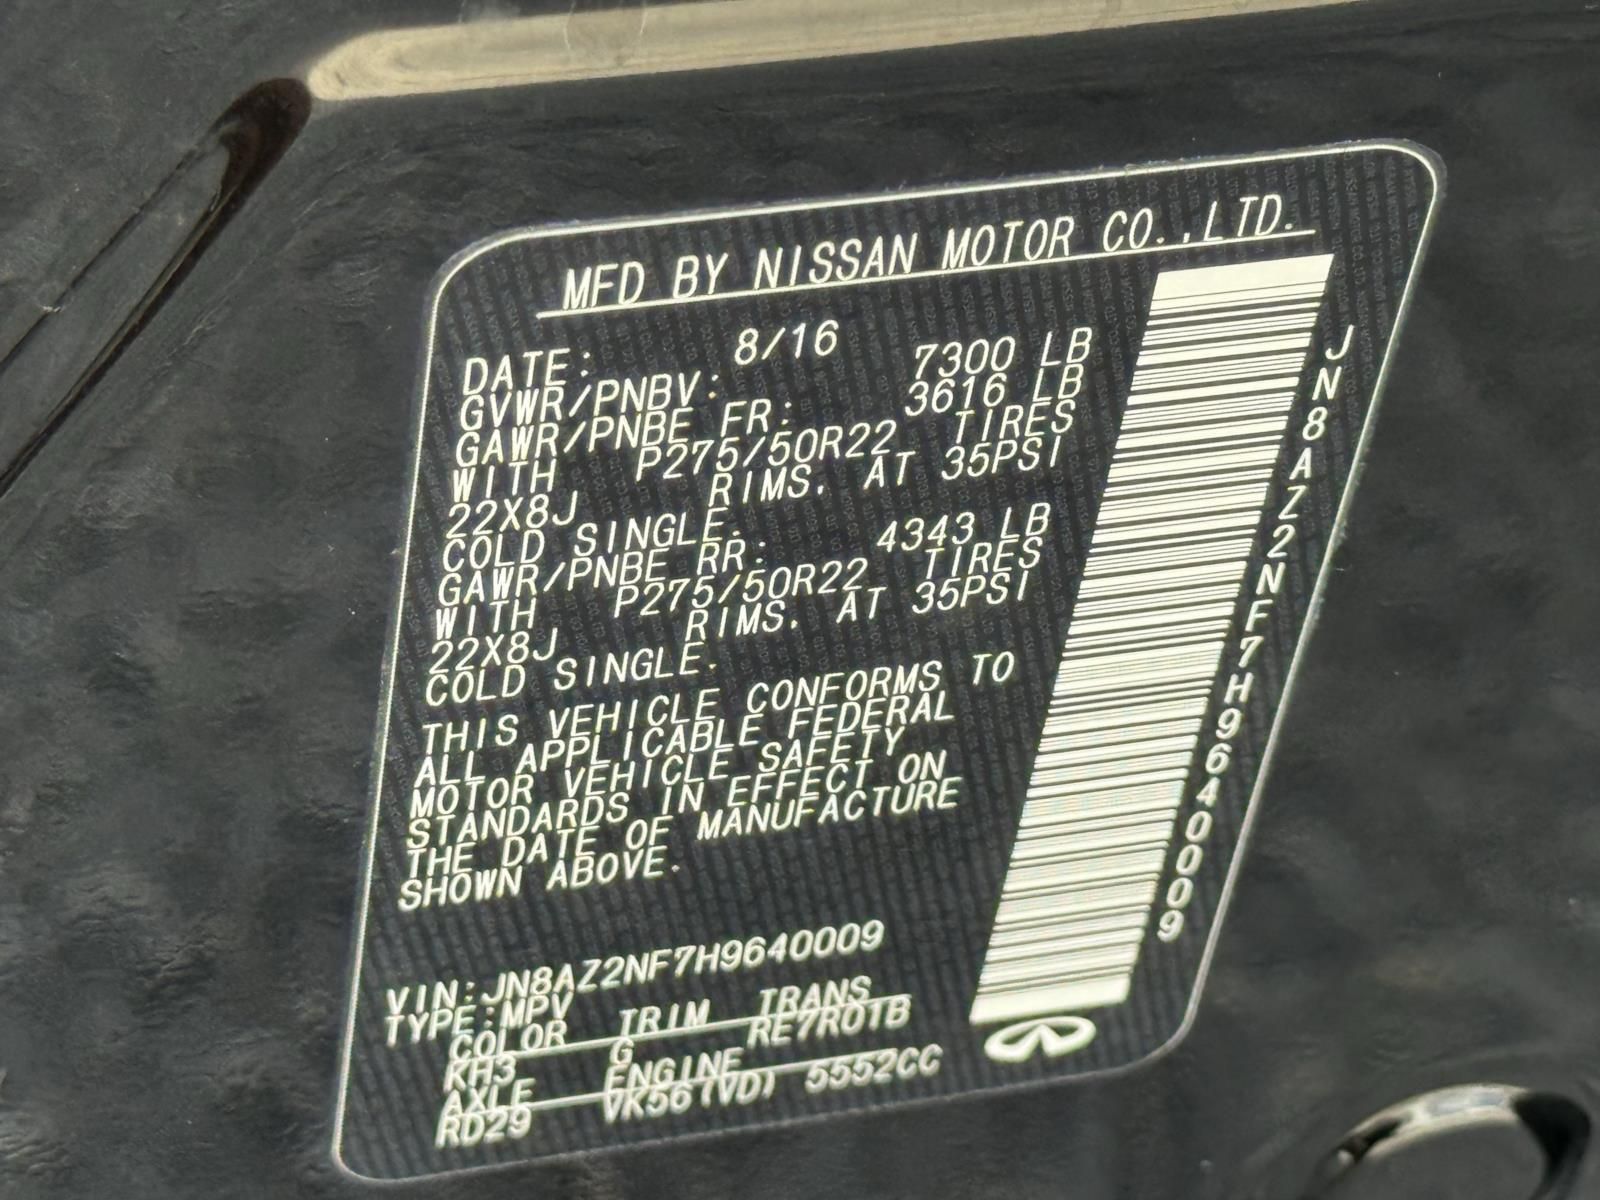 MFD BY NISSAN MOTOR CO.,LTD.
DATE: 8/16
GVWR/PNBV: 7300 LB
GAWR/PNBE FR: 3616 LB
WITH P275/50R22 TIRES
22X8J RIMS. AT 35PSI
COLD SINGLE.
GAWR/PNBE RR: 4343 LB
WITH P275/50R22 TIRES
22X8J RIMS. AT 35PSI
COLD SINGLE.
THIS VEHICLE CONFORMS TO
ALL APPLICABLE FEDERAL
MOTOR VEHICLE SAFETY
STANDARDS IN EFFECT ON
THE DATE OF MANUFACTURE
SHOWN ABOVE.
VIN:JN8AZ2NF7H9640009
TYPE:MPV
COLOR TRIM TRANS
KH3 G RE7R01B
AXLE ENGINE
RD29 VK56(VD) 5552CC
JN8AZ2NF7H9640009